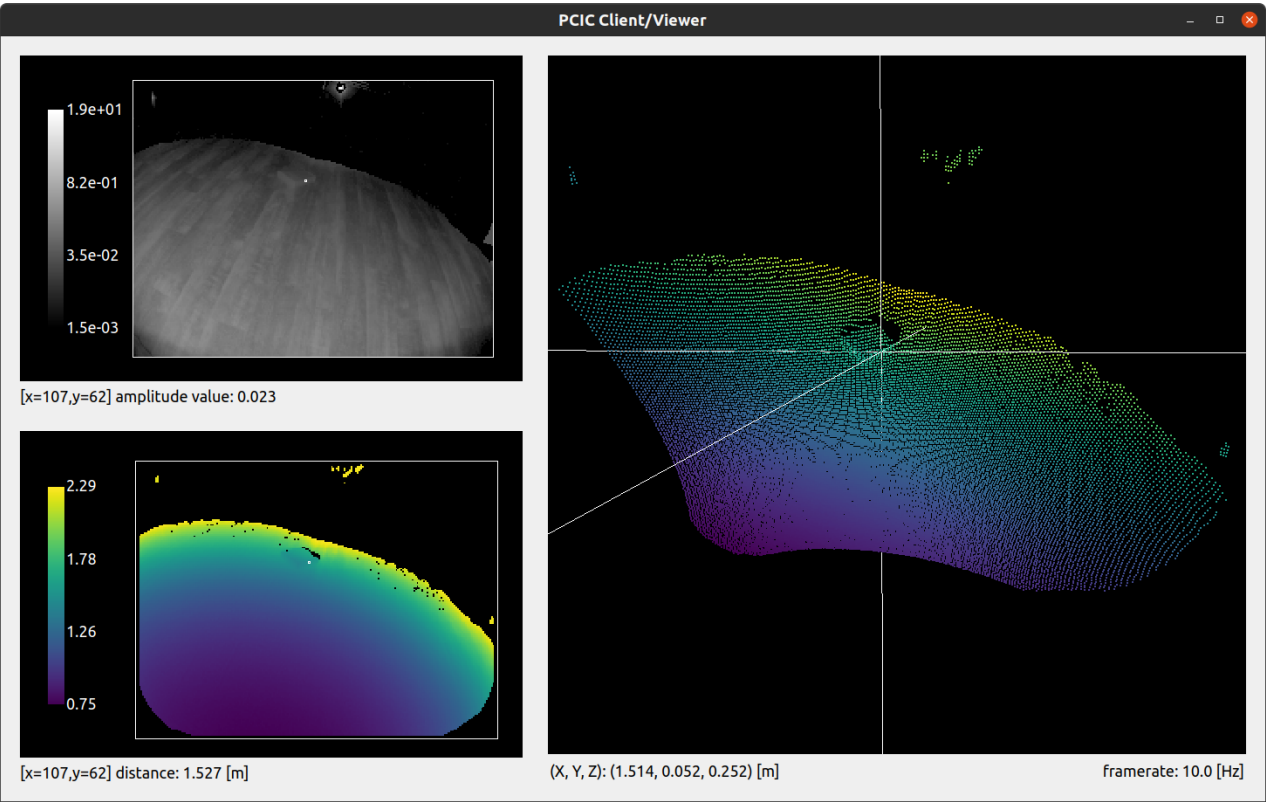 PCIC Client/Viewer
1.9e+01
8.2e-01
3.5e-02
1.5e-03
[x=107,y=62] amplitude value: 0.023
2.29
1.78
1.26
0.75
[x=107,y=62] distance: 1.527 [m]
(X, Y, Z): (1.514, 0.052, 0.252) [m]
framerate: 10.0 [Hz]